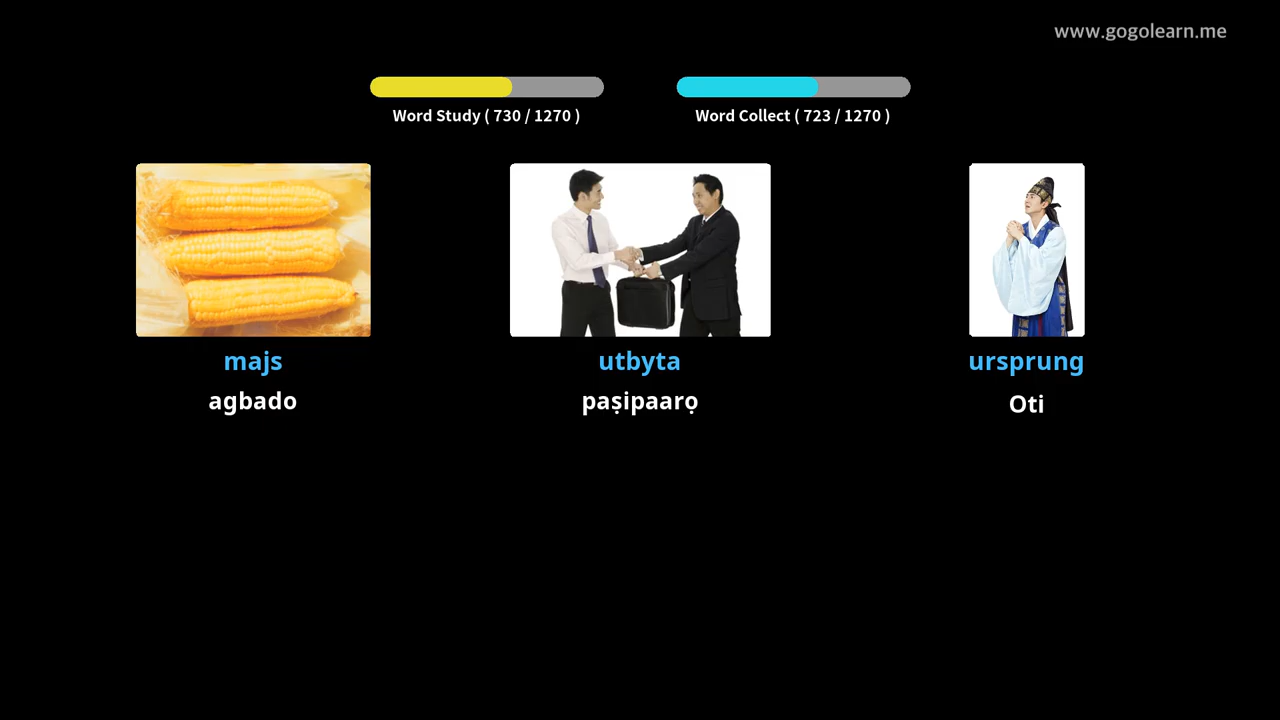 www.gogolearn.me
Word Study ( 730 / 1270 )
Word Collect ( 723 / 1270 )
majs
utbyta
ursprung
agbado
paṣipaarọ
Oti